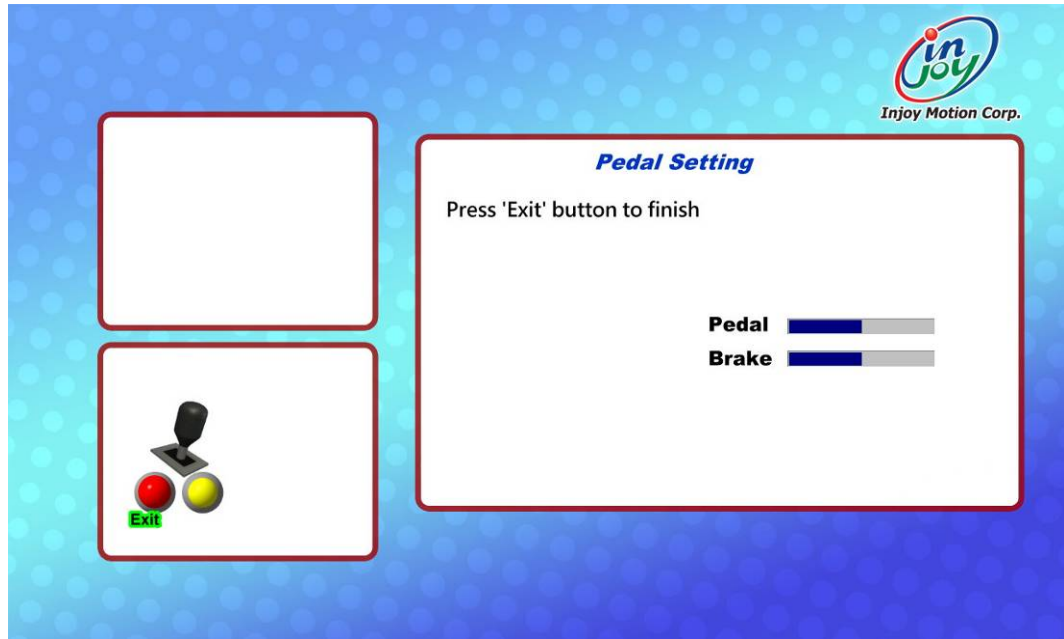 in
joy
Injoy Motion Corp.
Pedal Setting
Press 'Exit' button to finish
Pedal
Brake
Exit